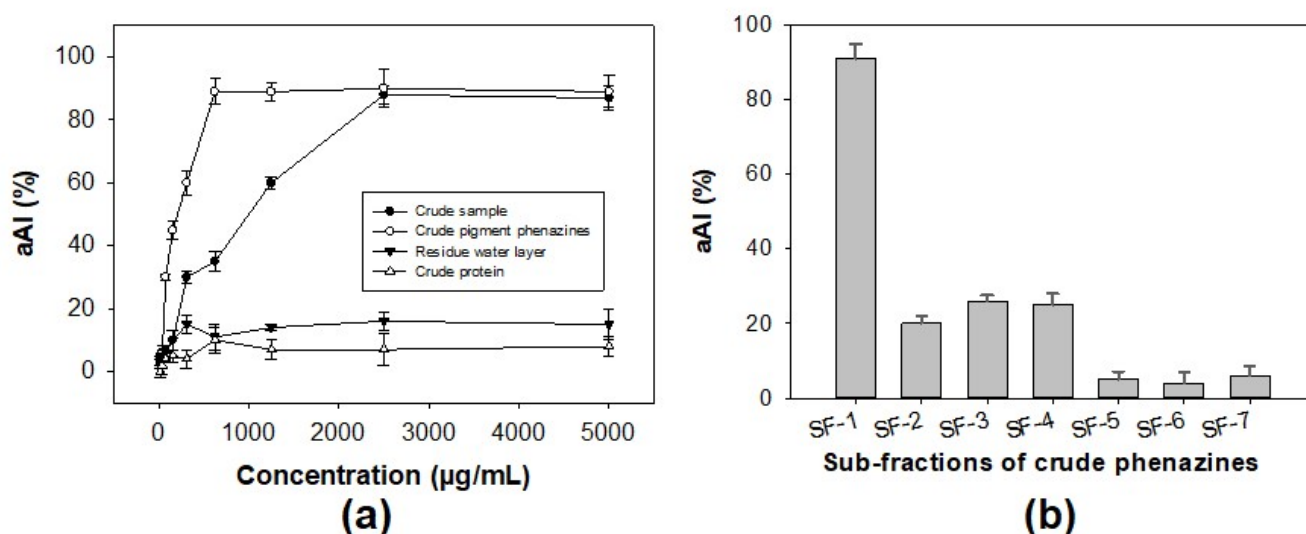 aAI (%)
100
80
60
40
20
0
Crude sample
Crude pigment phenazines
Residue water layer
Crude protein
0 1000 2000 3000 4000 5000
Concentration (µg/mL)
(a)
aAI (%)
100
80
60
40
20
0
SF-1 SF-2 SF-3 SF-4 SF-5 SF-6 SF-7
Sub-fractions of crude phenazines
(b)